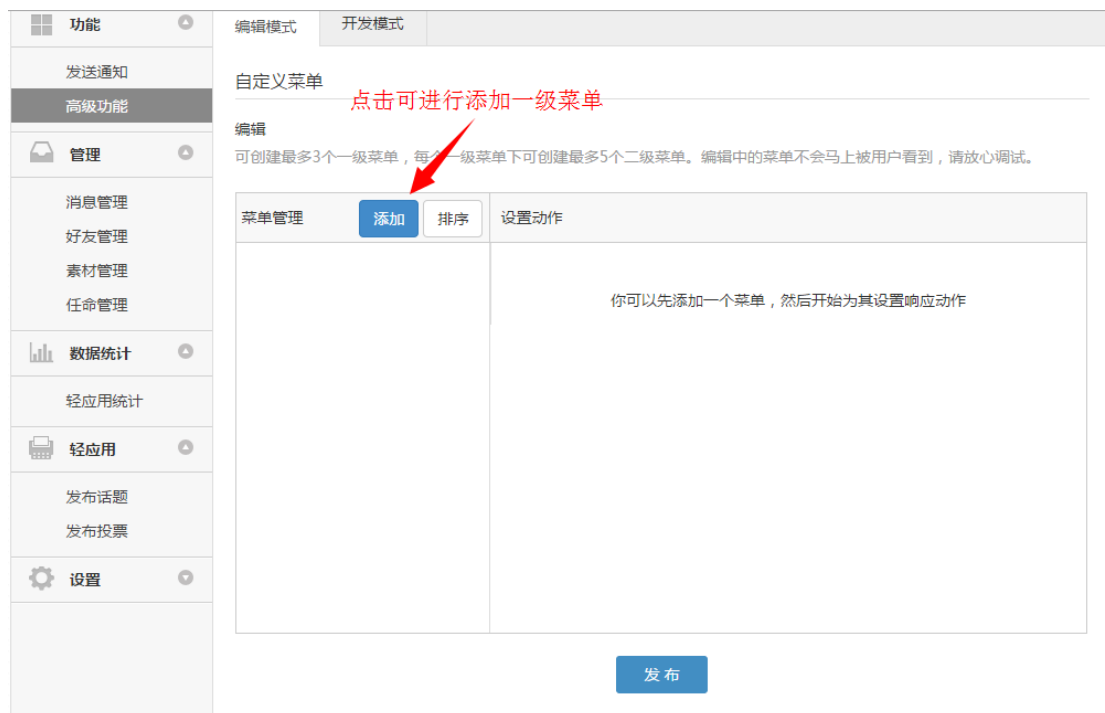 功能
编辑模式 开发模式
发送通知
高级功能
管理
消息管理
好友管理
素材管理
任命管理
数据统计
轻应用统计
轻应用
发布话题
发布投票
设置
自定义菜单
点击可进行添加一级菜单
编辑
可创建最多3个一级菜单，每个一级菜单下可创建最多5个二级菜单。编辑中的菜单不会马上被用户看到，请放心调试。
菜单管理 添加 排序 设置动作
你可以先添加一个菜单，然后开始为其设置响应动作
发布